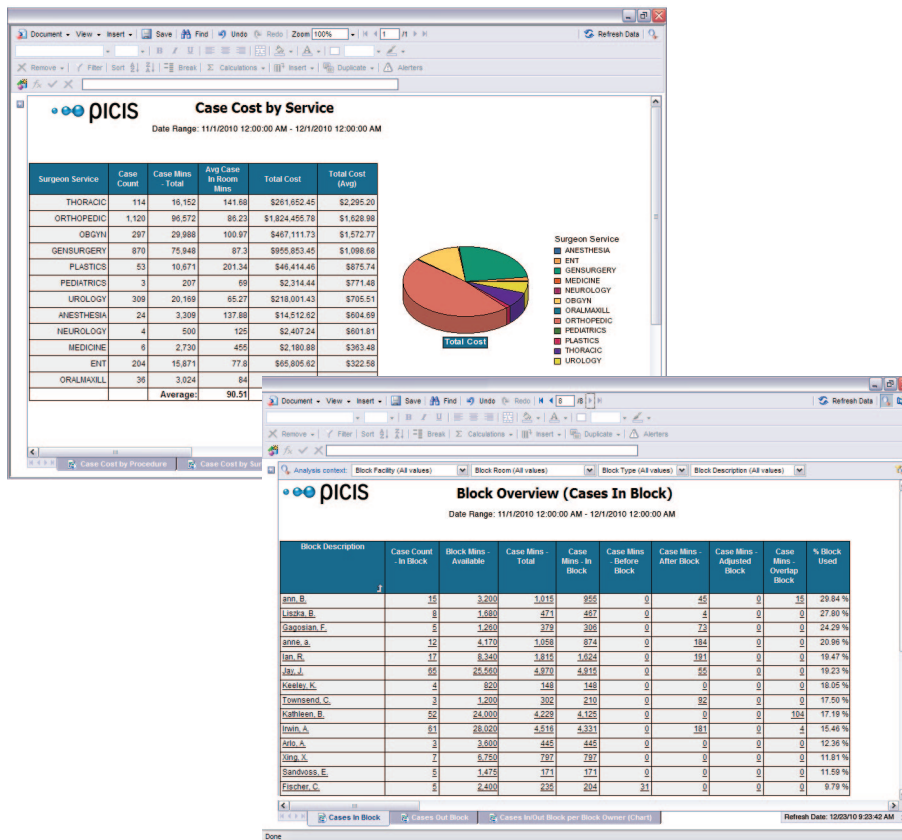 Document View Insert Save Find Undo Redo Zoom 100% 1 /1 Refresh Data
Remove Filter Sort Break Σ Calculations Insert Duplicate Alerters
PICIS
Case Cost by Service
Date Range: 11/1/2010 12:00:00 AM - 12/1/2010 12:00:00 AM
Surgeon Service Case Count Case Mins - Total Avg Case In Room Mins Total Cost Total Cost (Avg)
THORACIC 114 16,152 141.68 $261,652.45 $2,295.20
ORTHOPEDIC 1,120 96,572 86.23 $1,824,455.78 $1,628.98
OBGYN 297 29,988 100.97 $467,111.73 $1,572.77
GENSURGERY 870 75,948 87.3 $955,853.45 $1,098.68
PLASTICS 53 10,671 201.34 $46,414.46 $875.74
PEDIATRICS 3 207 69 $2,314.44 $771.48
UROLOGY 309 20,169 65.27 $218,001.43 $705.51
ANESTHESIA 24 3,309 137.88 $14,512.62 $604.69
NEUROLOGY 4 500 125 $2,407.24 $601.81
MEDICINE 6 2,730 455 $2,180.88 $363.48
ENT 204 15,871 77.8 $65,805.62 $322.58
ORALMAXILL 36 3,024 84
Average: 90.51
Total Cost
Surgeon Service
ANESTHESIA
ENT
GENSURGERY
MEDICINE
NEUROLOGY
OBGYN
ORALMAXILL
ORTHOPEDIC
PEDIATRICS
PLASTICS
THORACIC
UROLOGY
Case Cost by Procedure Case Cost by Sur
Document View Insert Save Find Undo Redo 8 /8 Refresh Data
Remove Filter Sort Break Σ Calculations Insert Duplicate Alerters
Analysis context: Block Facility (All values) Block Room (All values) Block Type (All values) Block Description (All values)
PICIS
Block Overview (Cases In Block)
Date Range: 11/1/2010 12:00:00 AM - 12/1/2010 12:00:00 AM
Block Description Case Count - In Block Block Mins - Available Case Mins - Total Case Mins - In Block Case Mins - Before Block Case Mins - After Block Case Mins - Adjusted Block Case Mins - Overlap Block % Block Used
ann, B. 15 3,200 1,015 955 0 45 0 15 29.84 %
Liszka, B. 8 1,680 471 467 0 4 0 0 27.80 %
Gagosian, F. 5 1,260 379 306 0 73 0 0 24.29 %
anne, a. 12 4,170 1,058 874 0 184 0 0 20.96 %
Ian, R. 17 8,340 1,815 1,624 0 191 0 0 19.47 %
Jay, J. 65 25,560 4,970 4,915 0 55 0 0 19.23 %
Keeley, K. 4 820 148 148 0 0 0 0 18.05 %
Townsend, C. 3 1,200 302 210 0 92 0 0 17.50 %
Kathleen, B. 52 24,000 4,229 4,125 0 0 0 104 17.19 %
Irwin, A. 61 28,020 4,516 4,331 0 181 0 4 15.46 %
Arlo, A. 3 3,600 445 445 0 0 0 0 12.36 %
Xing, X. 7 6,750 797 797 0 0 0 0 11.81 %
Sandvoss, E. 5 1,475 171 171 0 0 0 0 11.59 %
Fischer, C. 5 2,400 235 204 31 0 0 0 9.79 %
Cases In Block Cases Out Block Cases In/Out Block per Block Owner (Chart) Refresh Date: 12/23/10 9:23:42 AM
Done